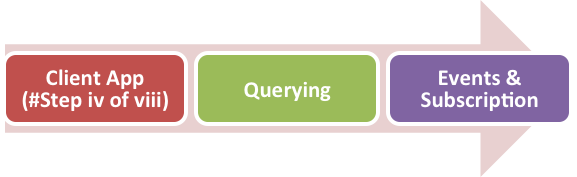 Client App
(#Step iv of viii)
Querying
Events &
Subscription